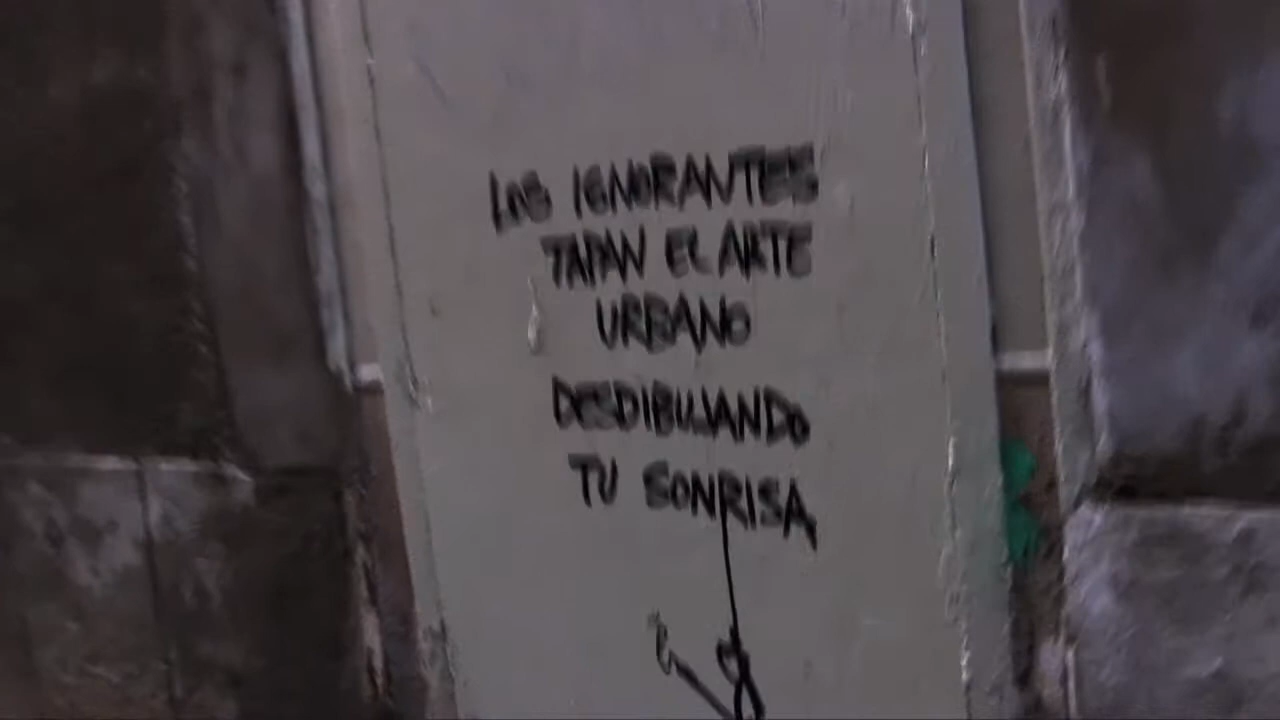 LOS IGNORANTES
TAPAN EL ARTE
URBANO
DESDIBUJANDO
TU SONRISA